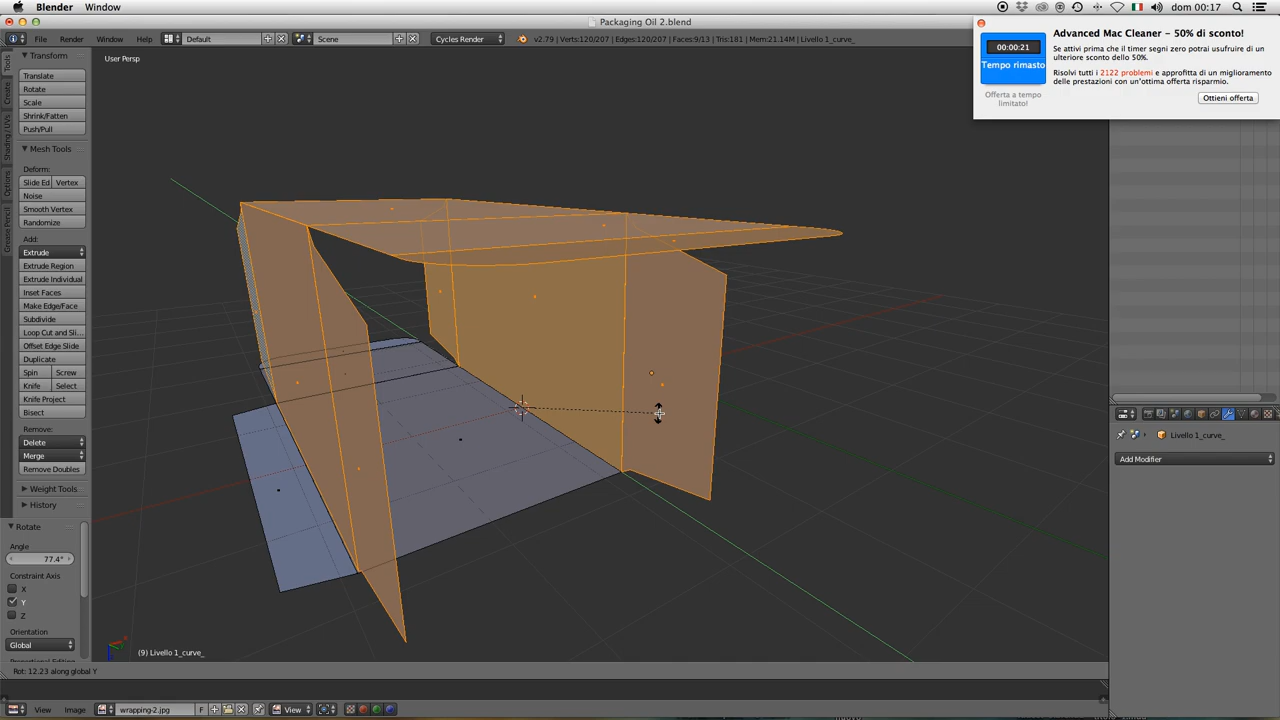 Blender Window dom 00:17
Packaging Oil 2.blend
File Render Window Help Default Scene Cycles Render v2.79 | Verts:120/207 | Edges:120/207 | Faces:9/13 | Tris:181 | Mem:21.14M | Livello 1_curve_
Advanced Mac Cleaner – 50% di sconto!
00:00:21
Tempo rimasto
Offerta a tempo
limitato!
Se attivi prima che il timer segni zero potrai usufruire di un
ulteriore sconto dello 50%.
Risolvi tutti i 2122 problemi e approfitta di un miglioramento
delle prestazioni con un'ottima offerta risparmio.
Ottieni offerta
Tools
Create
Shading / UVs
Options
Grease Pencil
Transform
Translate
Rotate
Scale
Shrink/Fatten
Push/Pull
Mesh Tools
Deform:
Slide Ed Vertex
Noise
Smooth Vertex
Randomize
Add:
Extrude
Extrude Region
Extrude Individual
Inset Faces
Make Edge/Face
Subdivide
Loop Cut and Sli...
Offset Edge Slide
Duplicate
Spin Screw
Knife Select
Knife Project
Bisect
Remove:
Delete
Merge
Remove Doubles
Weight Tools
History
Rotate
Angle
77.4°
Constraint Axis
X
Y
Z
Orientation
Global
User Persp
(9) Livello 1_curve_
Livello 1_curve_
Add Modifier
Rot: 12.23 along global Y
View Image wrapping-2.jpg F View